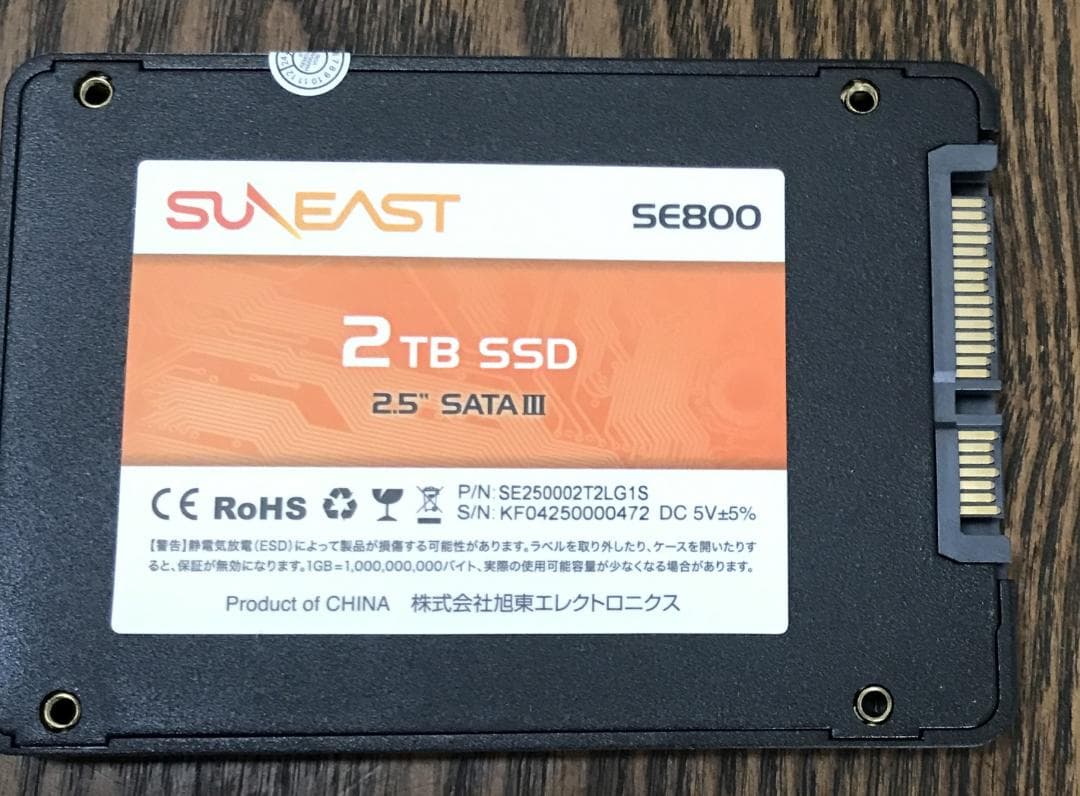 SUNEAST
SE800
2TB SSD
2.5" SATA III
CE RoHS
P/N: SE250002T2LG1S
S/N: KF04250000472 DC 5V±5%
【警告】静電気放電(ESD)によって製品が損傷する可能性があります。ラベルを取り外したり、ケースを開いたりす
ると、保証が無効になります。1GB=1,000,000,000バイト、実際の使用可能容量が少なくなる場合があります。
Product of CHINA 株式会社旭東エレクトロニクス